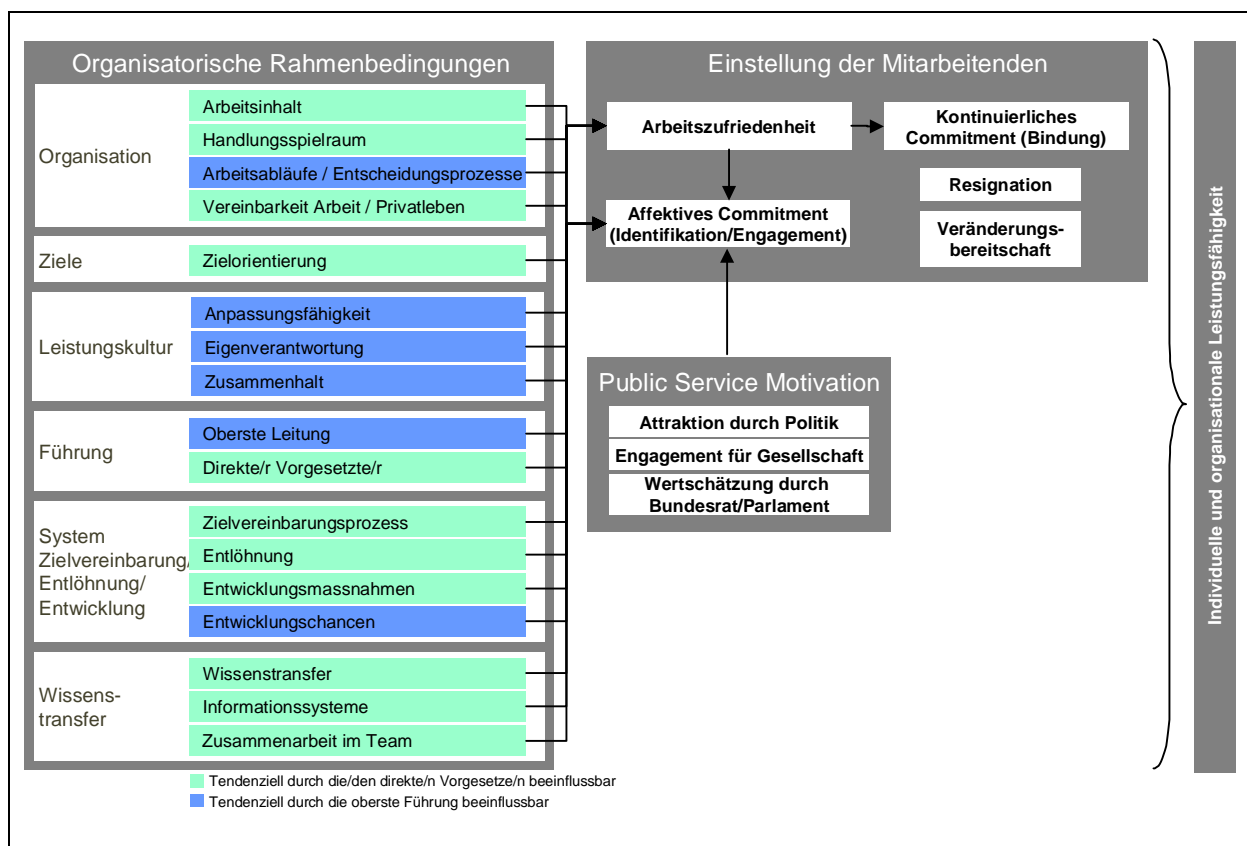 Organisatorische Rahmenbedingungen
Organisation
Arbeitsinhalt
Handlungsspielraum
Arbeitsabläufe / Entscheidungsprozesse
Vereinbarkeit Arbeit / Privatleben
Ziele
Zielorientierung
Leistungskultur
Anpassungsfähigkeit
Eigenverantwortung
Zusammenhalt
Führung
Oberste Leitung
Direkte/r Vorgesetzte/r
System
Zielvereinbarung/
Entlöhnung/
Entwicklung
Zielvereinbarungsprozess
Entlöhnung
Entwicklungsmassnahmen
Entwicklungschancen
Wissens-
transfer
Wissenstransfer
Informationssysteme
Zusammenarbeit im Team
Tendenziell durch die/den direkte/n Vorgesetze/n beeinflussbar
Tendenziell durch die oberste Führung beeinflussbar
Einstellung der Mitarbeitenden
Arbeitszufriedenheit
Kontinuierliches
Commitment (Bindung)
Affektives Commitment
(Identifikation/Engagement)
Resignation
Veränderungs-
bereitschaft
Public Service Motivation
Attraktion durch Politik
Engagement für Gesellschaft
Wertschätzung durch
Bundesrat/Parlament
Individuelle und organisationale Leistungsfähigkeit